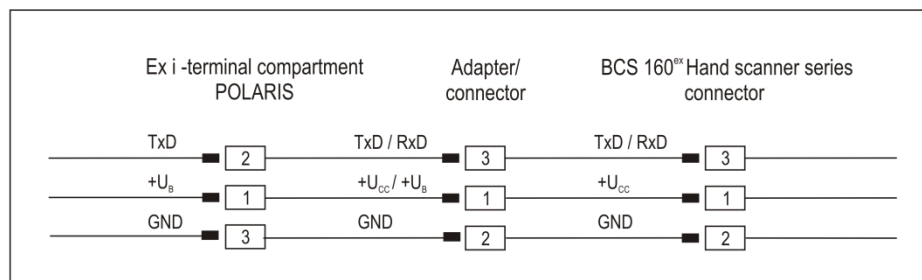 Ex i -terminal compartment POLARIS
Adapter/ connector
BCS 160ex Hand scanner series connector
TxD 2 TxD / RxD 3 TxD / RxD 3
+UB 1 +UCC / +UB 1 +UCC 1
GND 3 GND 2 GND 2